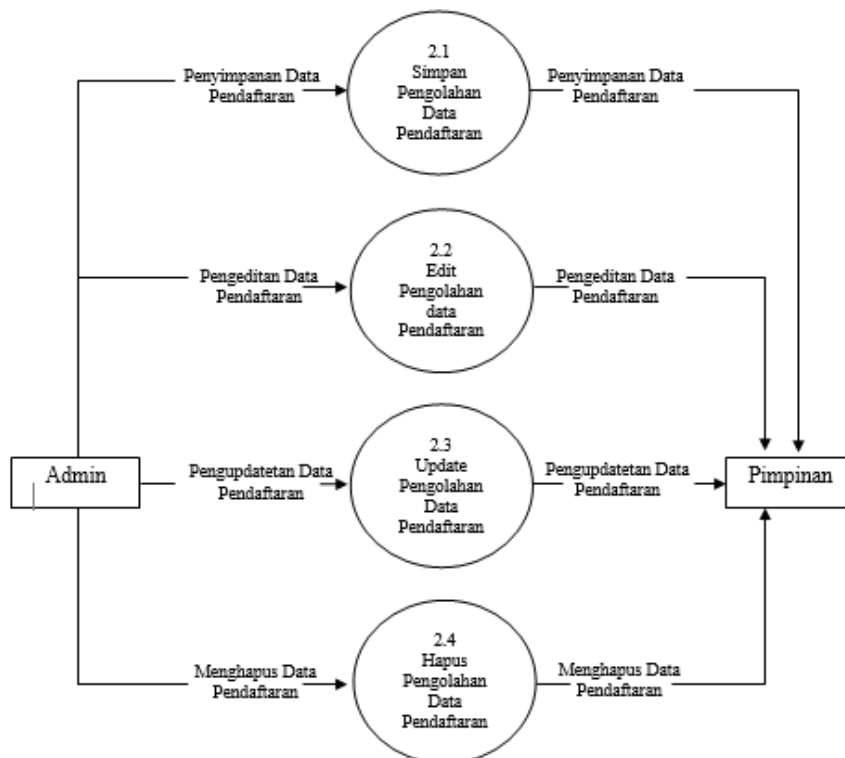 2.1
Simpan
Pengolahan
Data
Pendaftaran
Penyimpanan Data
Pendaftaran
Penyimpanan Data
Pendaftaran
2.2
Edit
Pengolahan
data
Pendaftaran
Pengeditan Data
Pendaftaran
Pengeditan Data
Pendaftaran
Admin
Pengupdatetan Data
Pendaftaran
2.3
Update
Pengolahan
Data
Pendaftaran
Pengupdatetan Data
Pendaftaran
Pimpinan
Menghapus Data
Pendaftaran
2.4
Hapus
Pengolahan
Data
Pendaftaran
Menghapus Data
Pendaftaran